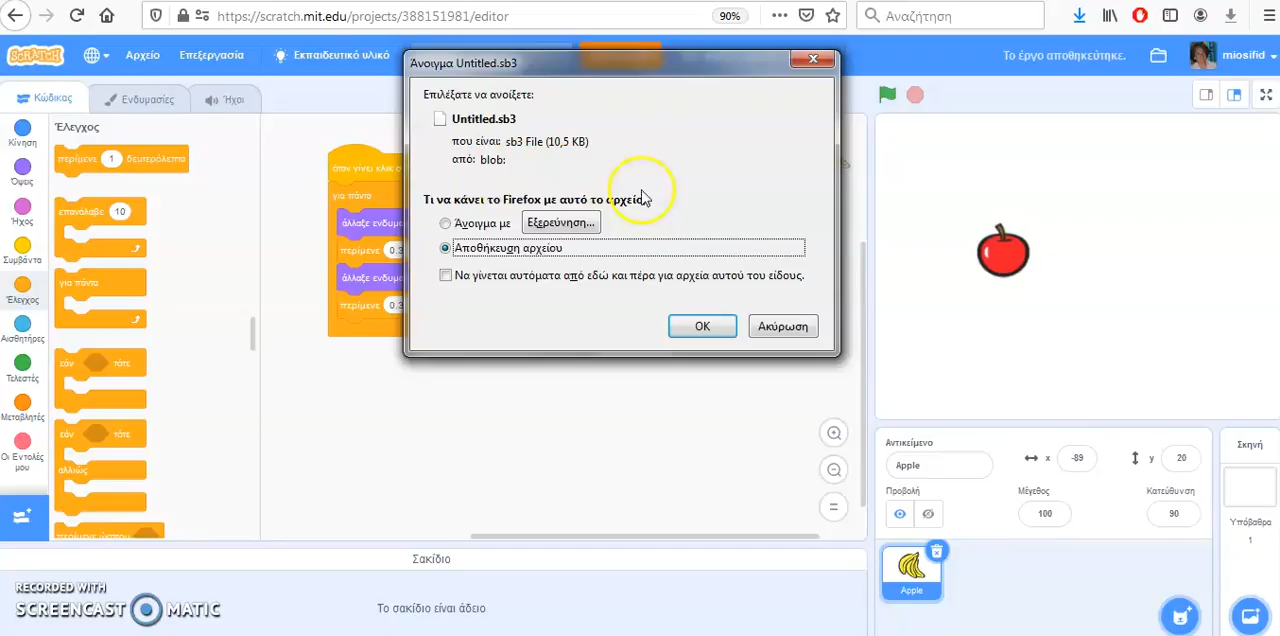 https://scratch.mit.edu/projects/388151981/editor
90%
Αναζήτηση
SCRATCH
Αρχείο
Επεξεργασία
Εκπαιδευτικό υλικό
Το έργο αποθηκεύτηκε.
miosifid
Κώδικας
Ενδυμασίες
Ήχοι
Άνοιγμα Untitled.sb3
Επιλέξατε να ανοίξετε:
Untitled.sb3
που είναι: sb3 File (10,5 KB)
από: blob:
Τι να κάνει το Firefox με αυτό το αρχείο
Άνοιγμα με
Εξερεύνηση...
Αποθήκευση αρχείου
Να γίνεται αυτόματα από εδώ και πέρα για αρχεία αυτού του είδους.
OK
Ακύρωση
Κίνηση
Όψεις
Ήχος
Συμβάντα
Έλεγχος
Αισθητήρες
Τελεστές
Μεταβλητές
Οι Εντολές
μου
Έλεγχος
περίμενε 1 δευτερόλεπτα
επανάλαβε 10
για πάντα
εάν τότε
εάν τότε
αλλιώς
περίμενε ώσπου
όταν γίνει κλικ σ
για πάντα
άλλαξε ενδυμ
περίμενε 0.3
άλλαξε ενδυμ
περίμενε 0.3
Αντικείμενο
Apple
x -89
y 20
Προβολή
Μέγεθος
100
Κατεύθυνση
90
Apple
Σκηνή
Υπόβαθρα
1
Σακίδιο
Το σακίδιο είναι άδειο
RECORDED WITH
SCREENCAST MATIC